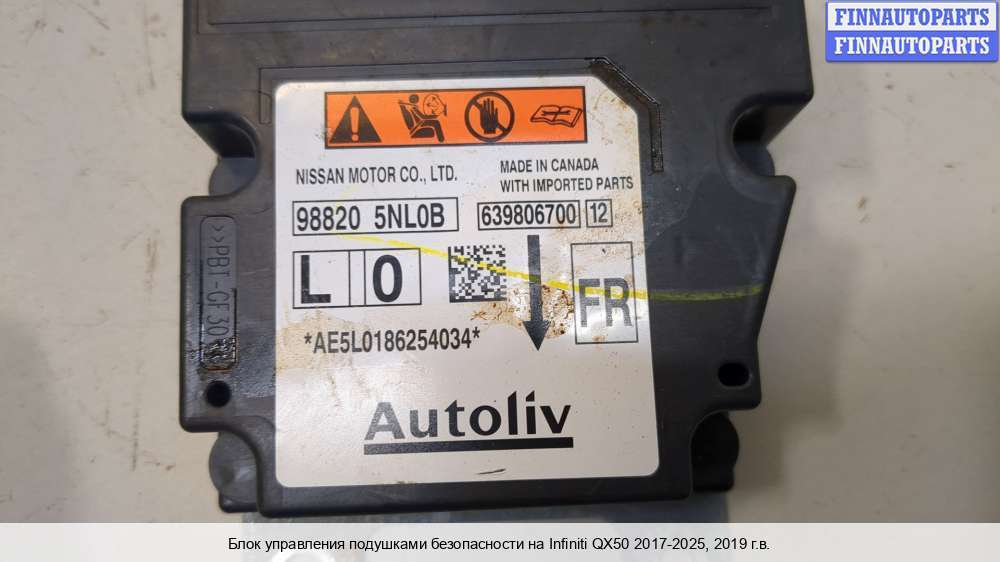 FINNAUTOPARTS
FINNAUTOPARTS
NISSAN MOTOR CO., LTD.
MADE IN CANADA
WITH IMPORTED PARTS
98820 5NL0B
639806700 12
L 0
FR
*AE5L0186254034*
Autoliv
>>PBT-GF30
Блок управления подушками безопасности на Infiniti QX50 2017-2025, 2019 г.в.